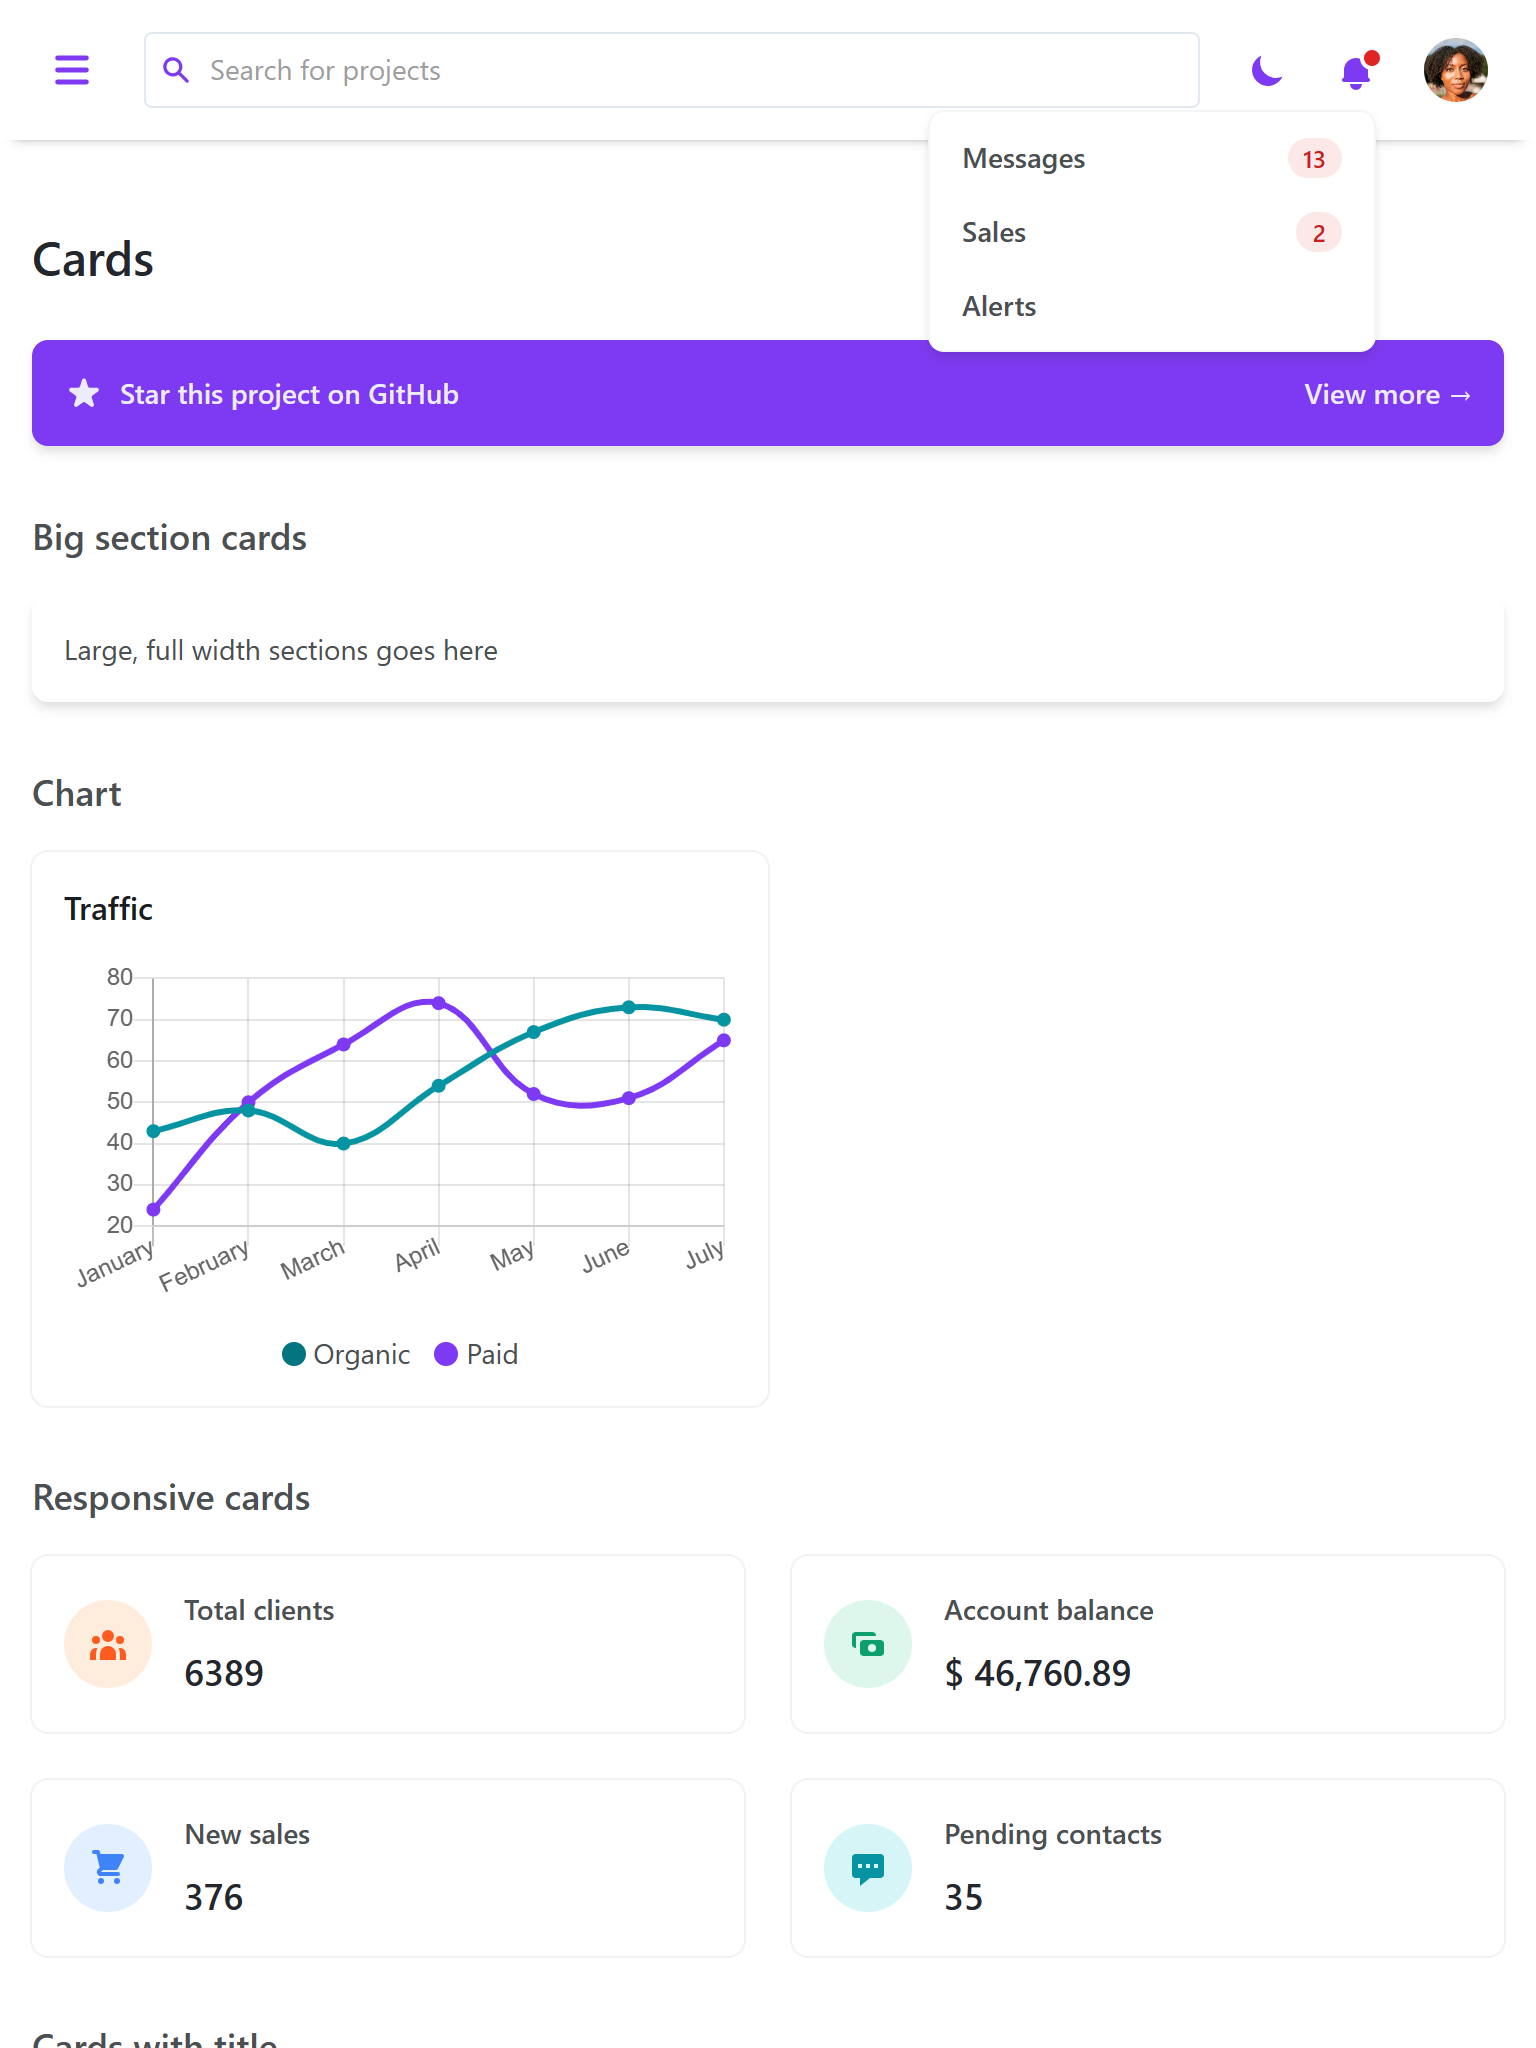 Search for projects
Messages 13
Sales 2
Alerts
Cards
Star this project on GitHub View more →
Big section cards
Large, full width sections goes here
Chart
Traffic
80
70
60
50
40
30
20
January February March April May June July
Organic Paid
Responsive cards
Total clients
6389
Account balance
$ 46,760.89
New sales
376
Pending contacts
35
Cards with title